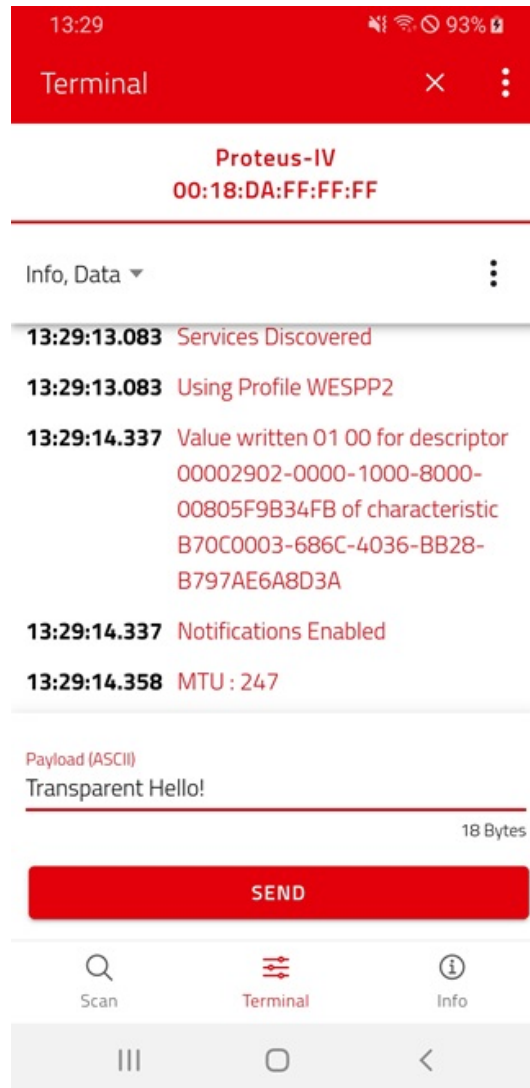 13:29 93%
Terminal
Proteus-IV
00:18:DA:FF:FF:FF
Info, Data
13:29:13.083 Services Discovered
13:29:13.083 Using Profile WESPP2
13:29:14.337 Value written 01 00 for descriptor
00002902-0000-1000-8000-
00805F9B34FB of characteristic
B70C0003-686C-4036-BB28-
B797AE6A8D3A
13:29:14.337 Notifications Enabled
13:29:14.358 MTU : 247
Payload (ASCII)
Transparent Hello!
18 Bytes
SEND
Scan Terminal Info